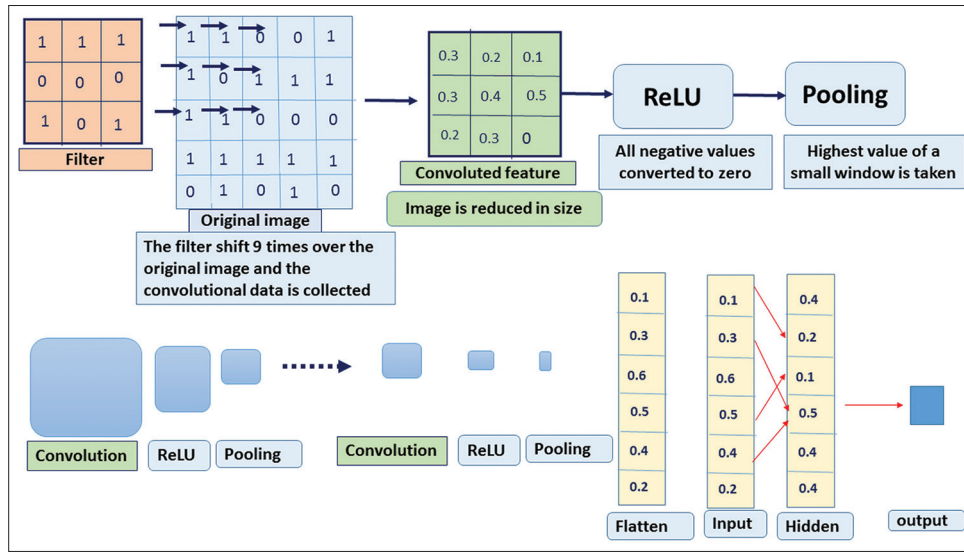 1 1 1
0 0 0
1 0 1
Filter
1 1 0 0 1
1 0 1 1 1
1 1 0 0 0
1 1 1 1 1
0 1 0 1 0
Original image
The filter shift 9 times over the
original image and the
convolutional data is collected
0.3 0.2 0.1
0.3 0.4 0.5
0.2 0.3 0
Convoluted feature
Image is reduced in size
ReLU
All negative values
converted to zero
Pooling
Highest value of a
small window is taken
Convolution
ReLU
Pooling
Convolution
ReLU
Pooling
0.1
0.3
0.6
0.5
0.4
0.2
Flatten
0.1
0.3
0.6
0.5
0.4
0.2
Input
0.4
0.2
0.1
0.5
0.4
0.4
Hidden
output